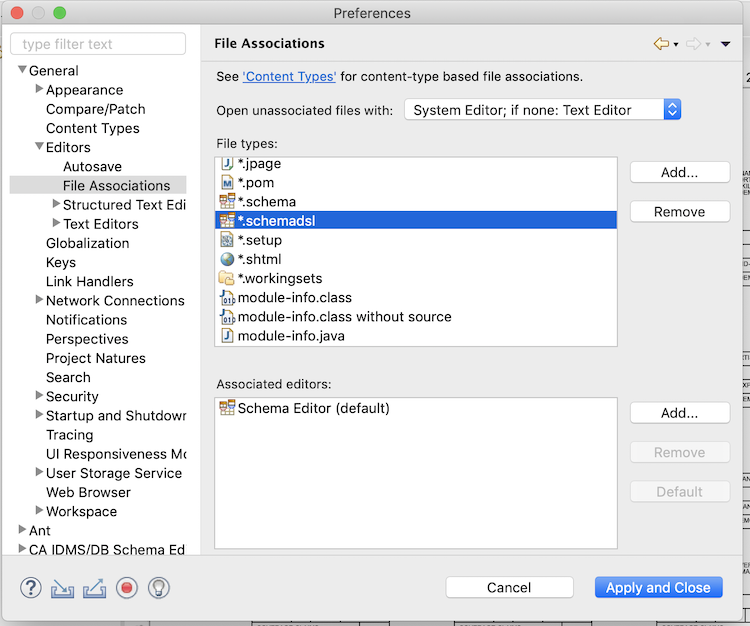 Preferences
type filter text
General
Appearance
Compare/Patch
Content Types
Editors
Autosave
File Associations
Structured Text Edi
Text Editors
Globalization
Keys
Link Handlers
Network Connections
Notifications
Perspectives
Project Natures
Search
Security
Startup and Shutdown
Tracing
UI Responsiveness Mo
User Storage Service
Web Browser
Workspace
Ant
CA IDMS/DB Schema Ed
File Associations
See 'Content Types' for content-type based file associations.
Open unassociated files with: System Editor; if none: Text Editor
File types:
*.jpage
*.pom
*.schema
*.schemadsl
*.setup
*.shtml
*.workingsets
module-info.class
module-info.class without source
module-info.java
Add...
Remove
Associated editors:
Schema Editor (default)
Add...
Remove
Default
Cancel
Apply and Close